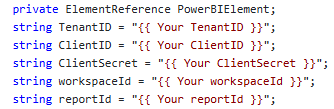 private ElementReference PowerBIElement;
string TenantID = "{{ Your TenantID }}";
string ClientID = "{{ Your ClientID }}";
string ClientSecret = "{{ Your ClientSecret }}";
string workspaceId = "{{ Your workspaceId }}";
string reportId = "{{ Your reportId }}";